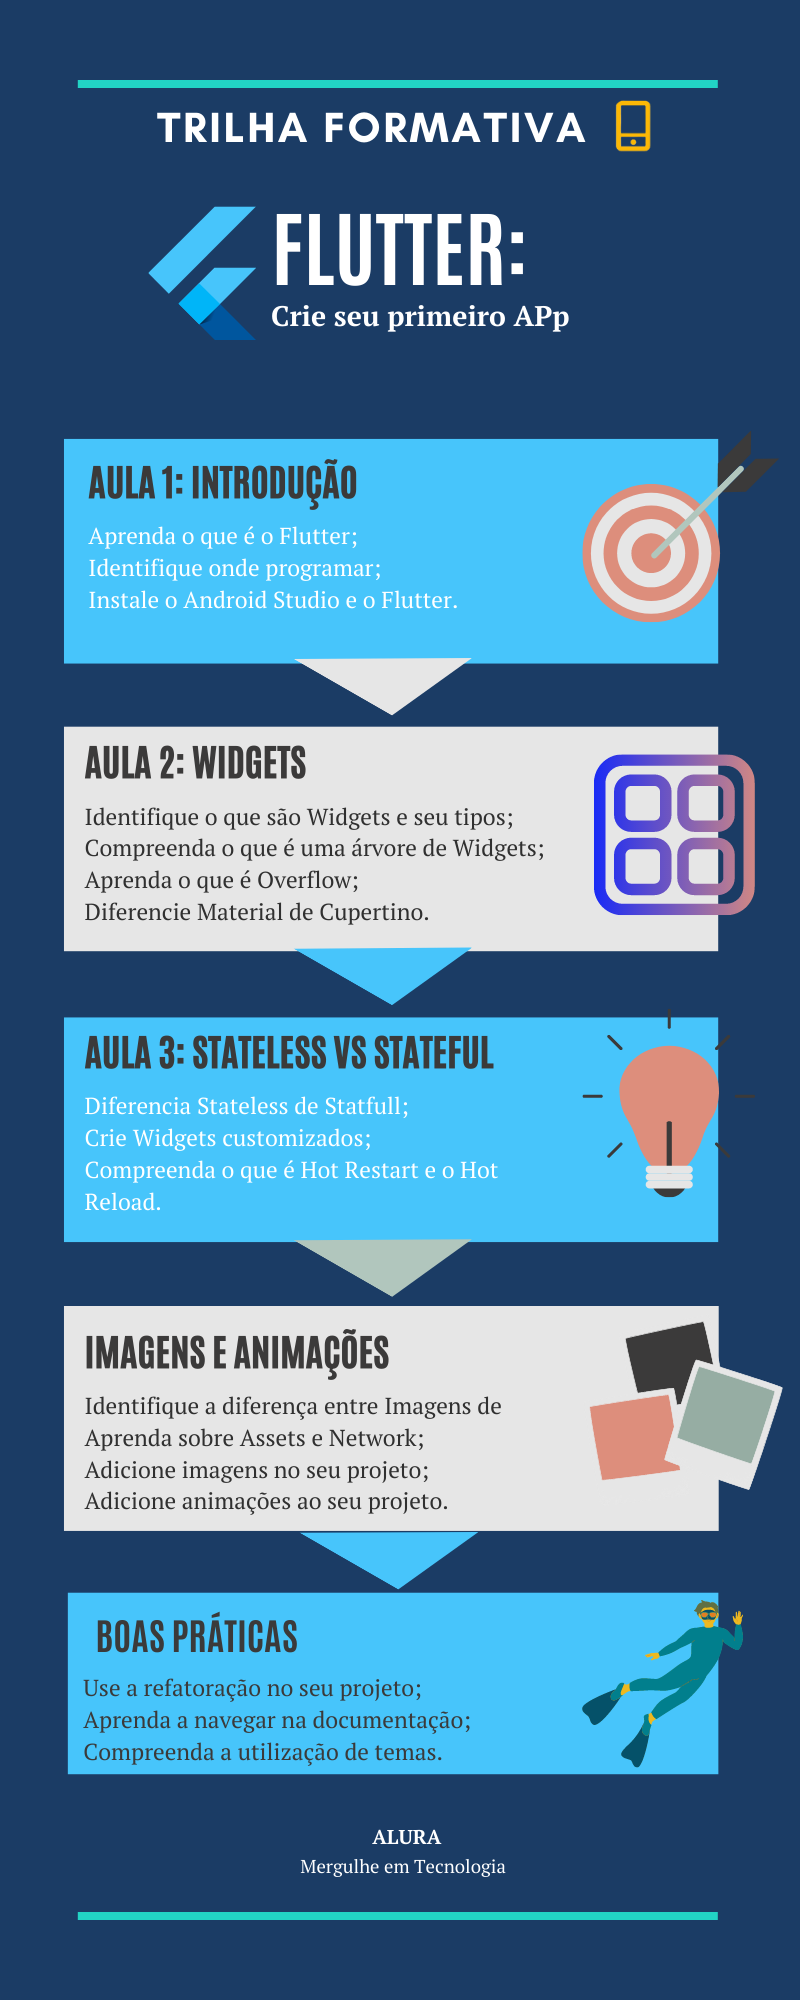 TRILHA FORMATIVA
FLUTTER:
Crie seu primeiro APp
AULA 1: INTRODUÇÃO
Aprenda o que é o Flutter;
Identifique onde programar;
Instale o Android Studio e o Flutter.
AULA 2: WIDGETS
Identifique o que são Widgets e seu tipos;
Compreenda o que é uma árvore de Widgets;
Aprenda o que é Overflow;
Diferencie Material de Cupertino.
AULA 3: STATELESS VS STATEFUL
Diferencia Stateless de Statfull;
Crie Widgets customizados;
Compreenda o que é Hot Restart e o Hot
Reload.
IMAGENS E ANIMAÇÕES
Identifique a diferença entre Imagens de
Aprenda sobre Assets e Network;
Adicione imagens no seu projeto;
Adicione animações ao seu projeto.
BOAS PRÁTICAS
Use a refatoração no seu projeto;
Aprenda a navegar na documentação;
Compreenda a utilização de temas.
ALURA
Mergulhe em Tecnologia